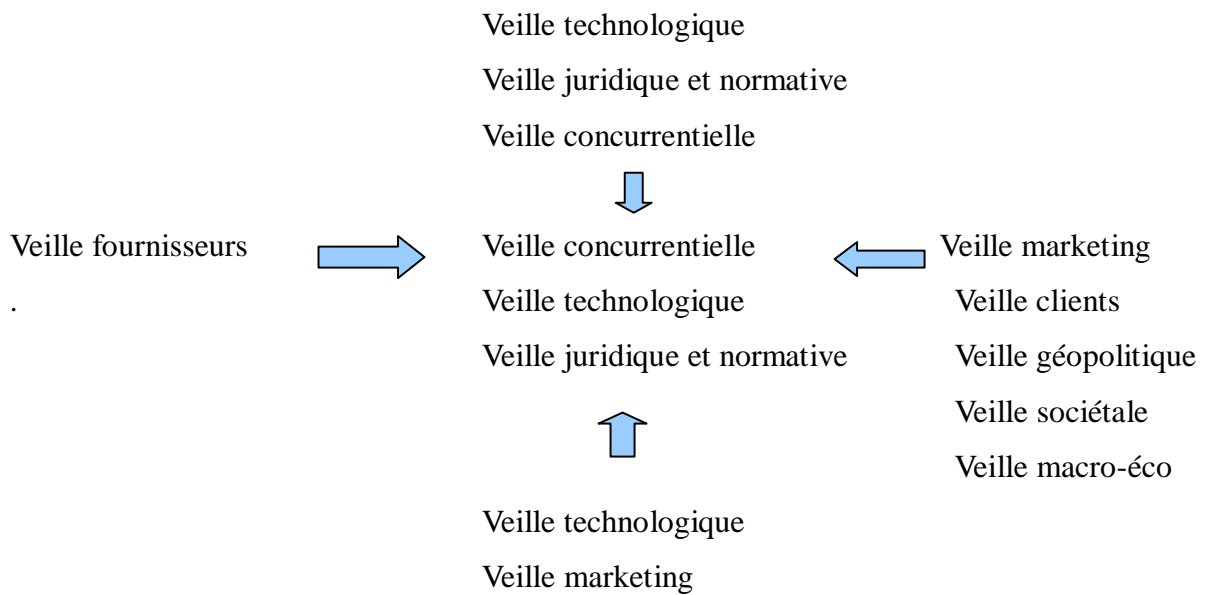 Veille technologique
Veille juridique et normative
Veille concurrentielle
Veille fournisseurs
.
Veille concurrentielle
Veille technologique
Veille juridique et normative
Veille marketing
Veille clients
Veille géopolitique
Veille sociétale
Veille macro-éco
Veille technologique
Veille marketing